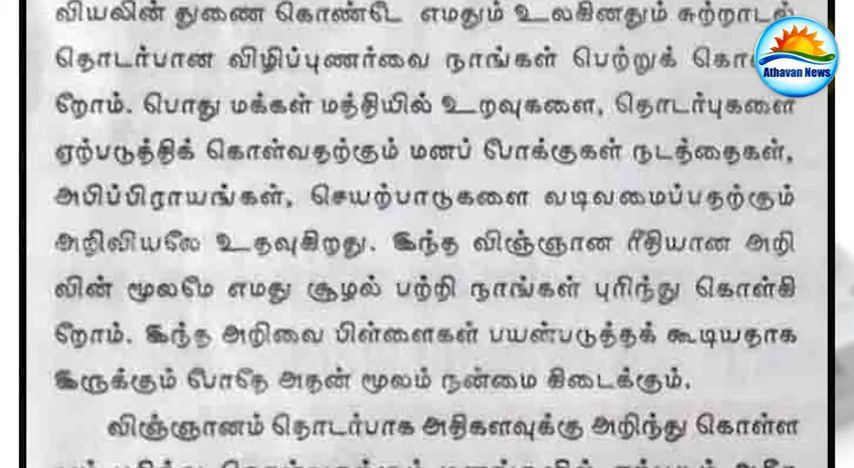 வியலின் துணை கொண்டே எமதும் உலகினதும் சுற்றாடல்
தொடர்பான விழிப்புணர்வை நாங்கள் பெற்றுக்
றோம். பொது மக்கள் மத்தியில் உறவுகளை, தொடர்புகளை
ஏற்படுத்திக் கொள்வதற்கும் மனப் போக்குகள் நடத்தைகள்,
அபிப்பிராயங்கள், செயற்பாடுகளை வடிவமைப்பதற்கும்
அறிவியலே உதவுகிறது. இந்த விஞ்ஞான ரீதியான அறி
வின் மூலமே எமது சூழல் பற்றி நாங்கள் புரிந்து கொள்கி
றோம். இந்த அறிவை பிள்ளைகள் பயன்படுத்தக் கூடியதாக
இருக்கும் போதே அதன் மூலம் நன்மை கிடைக்கும்.
விஞ்ஞானம் தொடர்பாக அதிகளவுக்கு அறிந்து கொள்ள
Athavan News